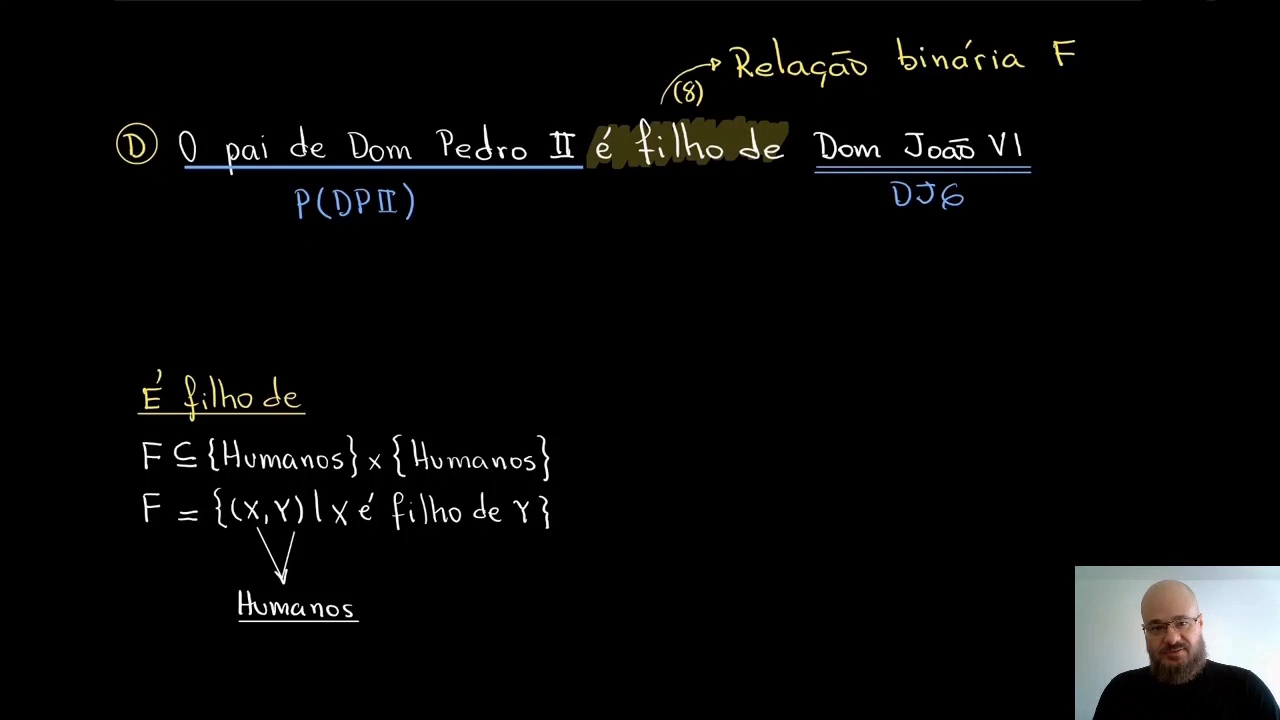 Relação binária F
(8)
D O pai de Dom Pedro II é filho de Dom João VI
P(DPII) DJ6
É filho de
F ⊆ {Humanos} x {Humanos}
F = {(X,Y) | X é filho de Y}
Humanos